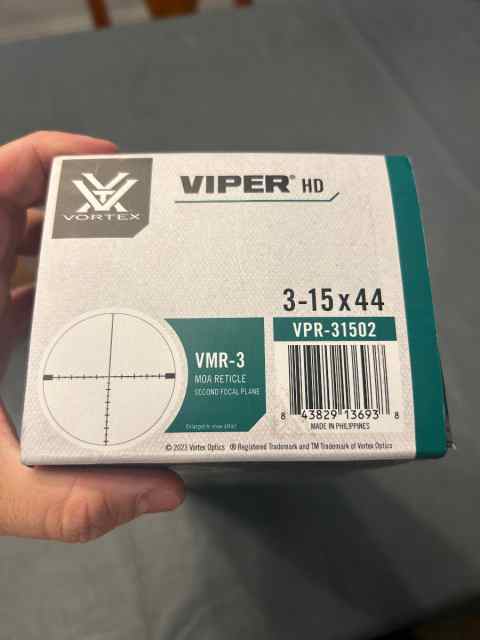 VORTEX
VIPER® HD
3-15x44
VPR-31502
VMR-3
MOA RETICLE
SECOND FOCAL PLANE
Enlarged to show detail
8 43829 13693 8
MADE IN PHILIPPINES
© 2023 Vortex Optics ® Registered Trademark and TM Trademark of Vortex Optics